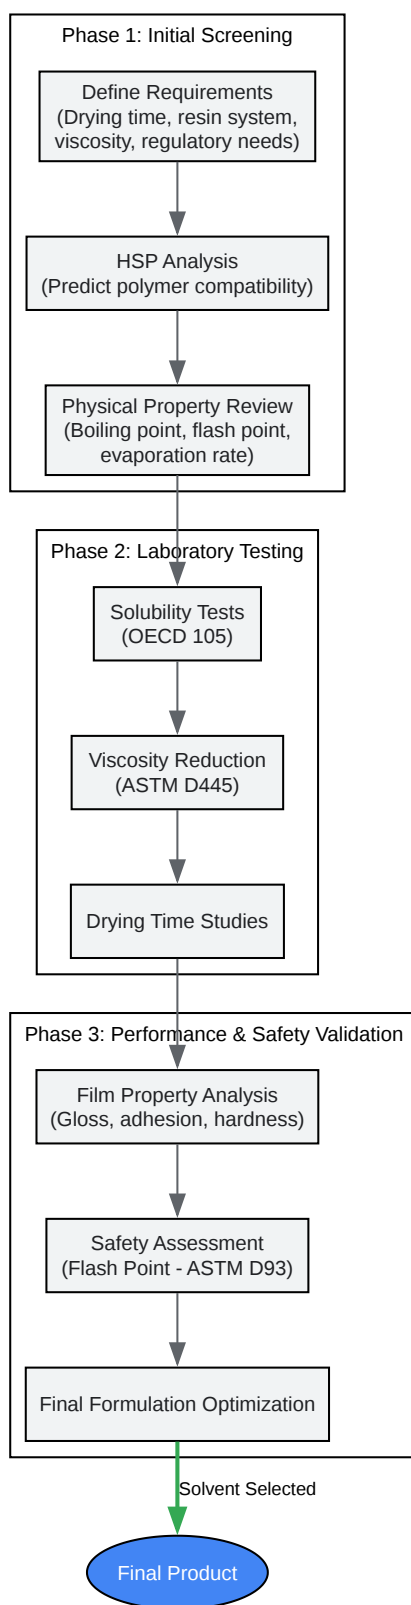 Phase 1: Initial Screening
Define Requirements
(Drying time, resin system,
viscosity, regulatory needs)
HSP Analysis
(Predict polymer compatibility)
Physical Property Review
(Boiling point, flash point,
evaporation rate)
Phase 2: Laboratory Testing
Solubility Tests
(OECD 105)
Viscosity Reduction
(ASTM D445)
Drying Time Studies
Phase 3: Performance & Safety Validation
Film Property Analysis
(Gloss, adhesion, hardness)
Safety Assessment
(Flash Point - ASTM D93)
Final Formulation Optimization
Solvent Selected
Final Product